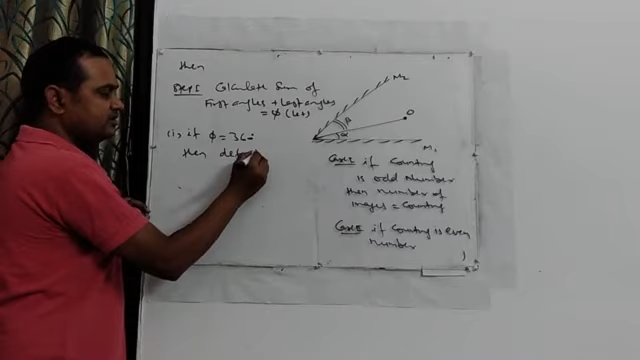 then
Step I Calculate Sum of
First angles + Last angles
= φ (let)
(i) if φ = 360
then def
M2
β
α
O
M1
Case I if Counting
is odd Number
then number of
images = Counting
Case II if Counting is even
number